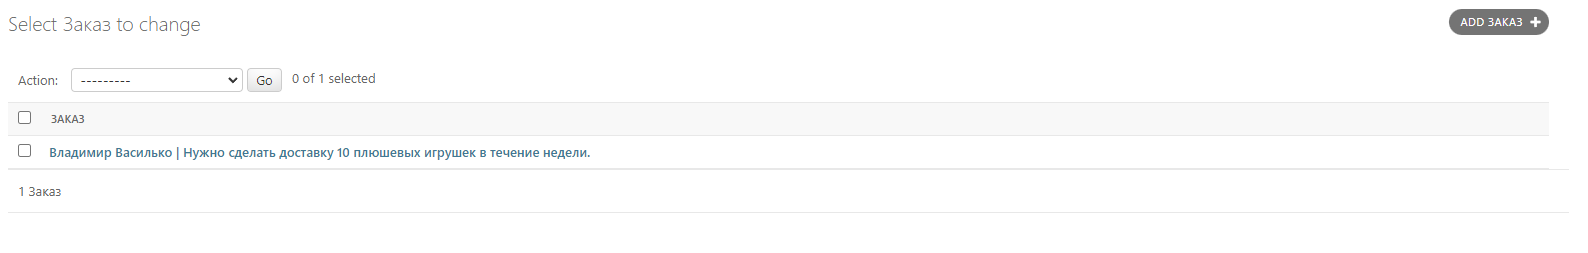 Select Заказ to change
ADD ЗАКАЗ
Action: --------- Go 0 of 1 selected
ЗАКАЗ
Владимир Василько | Нужно сделать доставку 10 плюшевых игрушек в течение недели.
1 Заказ